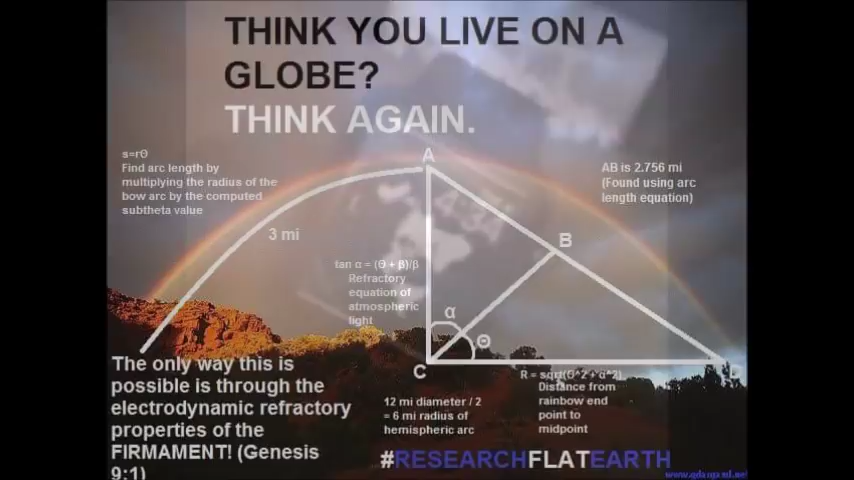 THINK YOU LIVE ON A
GLOBE?
THINK AGAIN.
s=rΘ
Find arc length by
multiplying the radius of the
bow arc by the computed
subtheta value
A
AB is 2.756 mi
(Found using arc
length equation)
3 mi
B
tan α = (Θ + β)/β
Refractory
equation of
atmospheric
light
α
Θ
C
D
The only way this is
possible is through the
electrodynamic refractory
properties of the
FIRMAMENT! (Genesis
9:1)
12 mi diameter / 2
= 6 mi radius of
hemispheric arc
R = sqrt(Θ^2 + α^2)
Distance from
rainbow end
point to
midpoint
#RESEARCHFLATEARTH